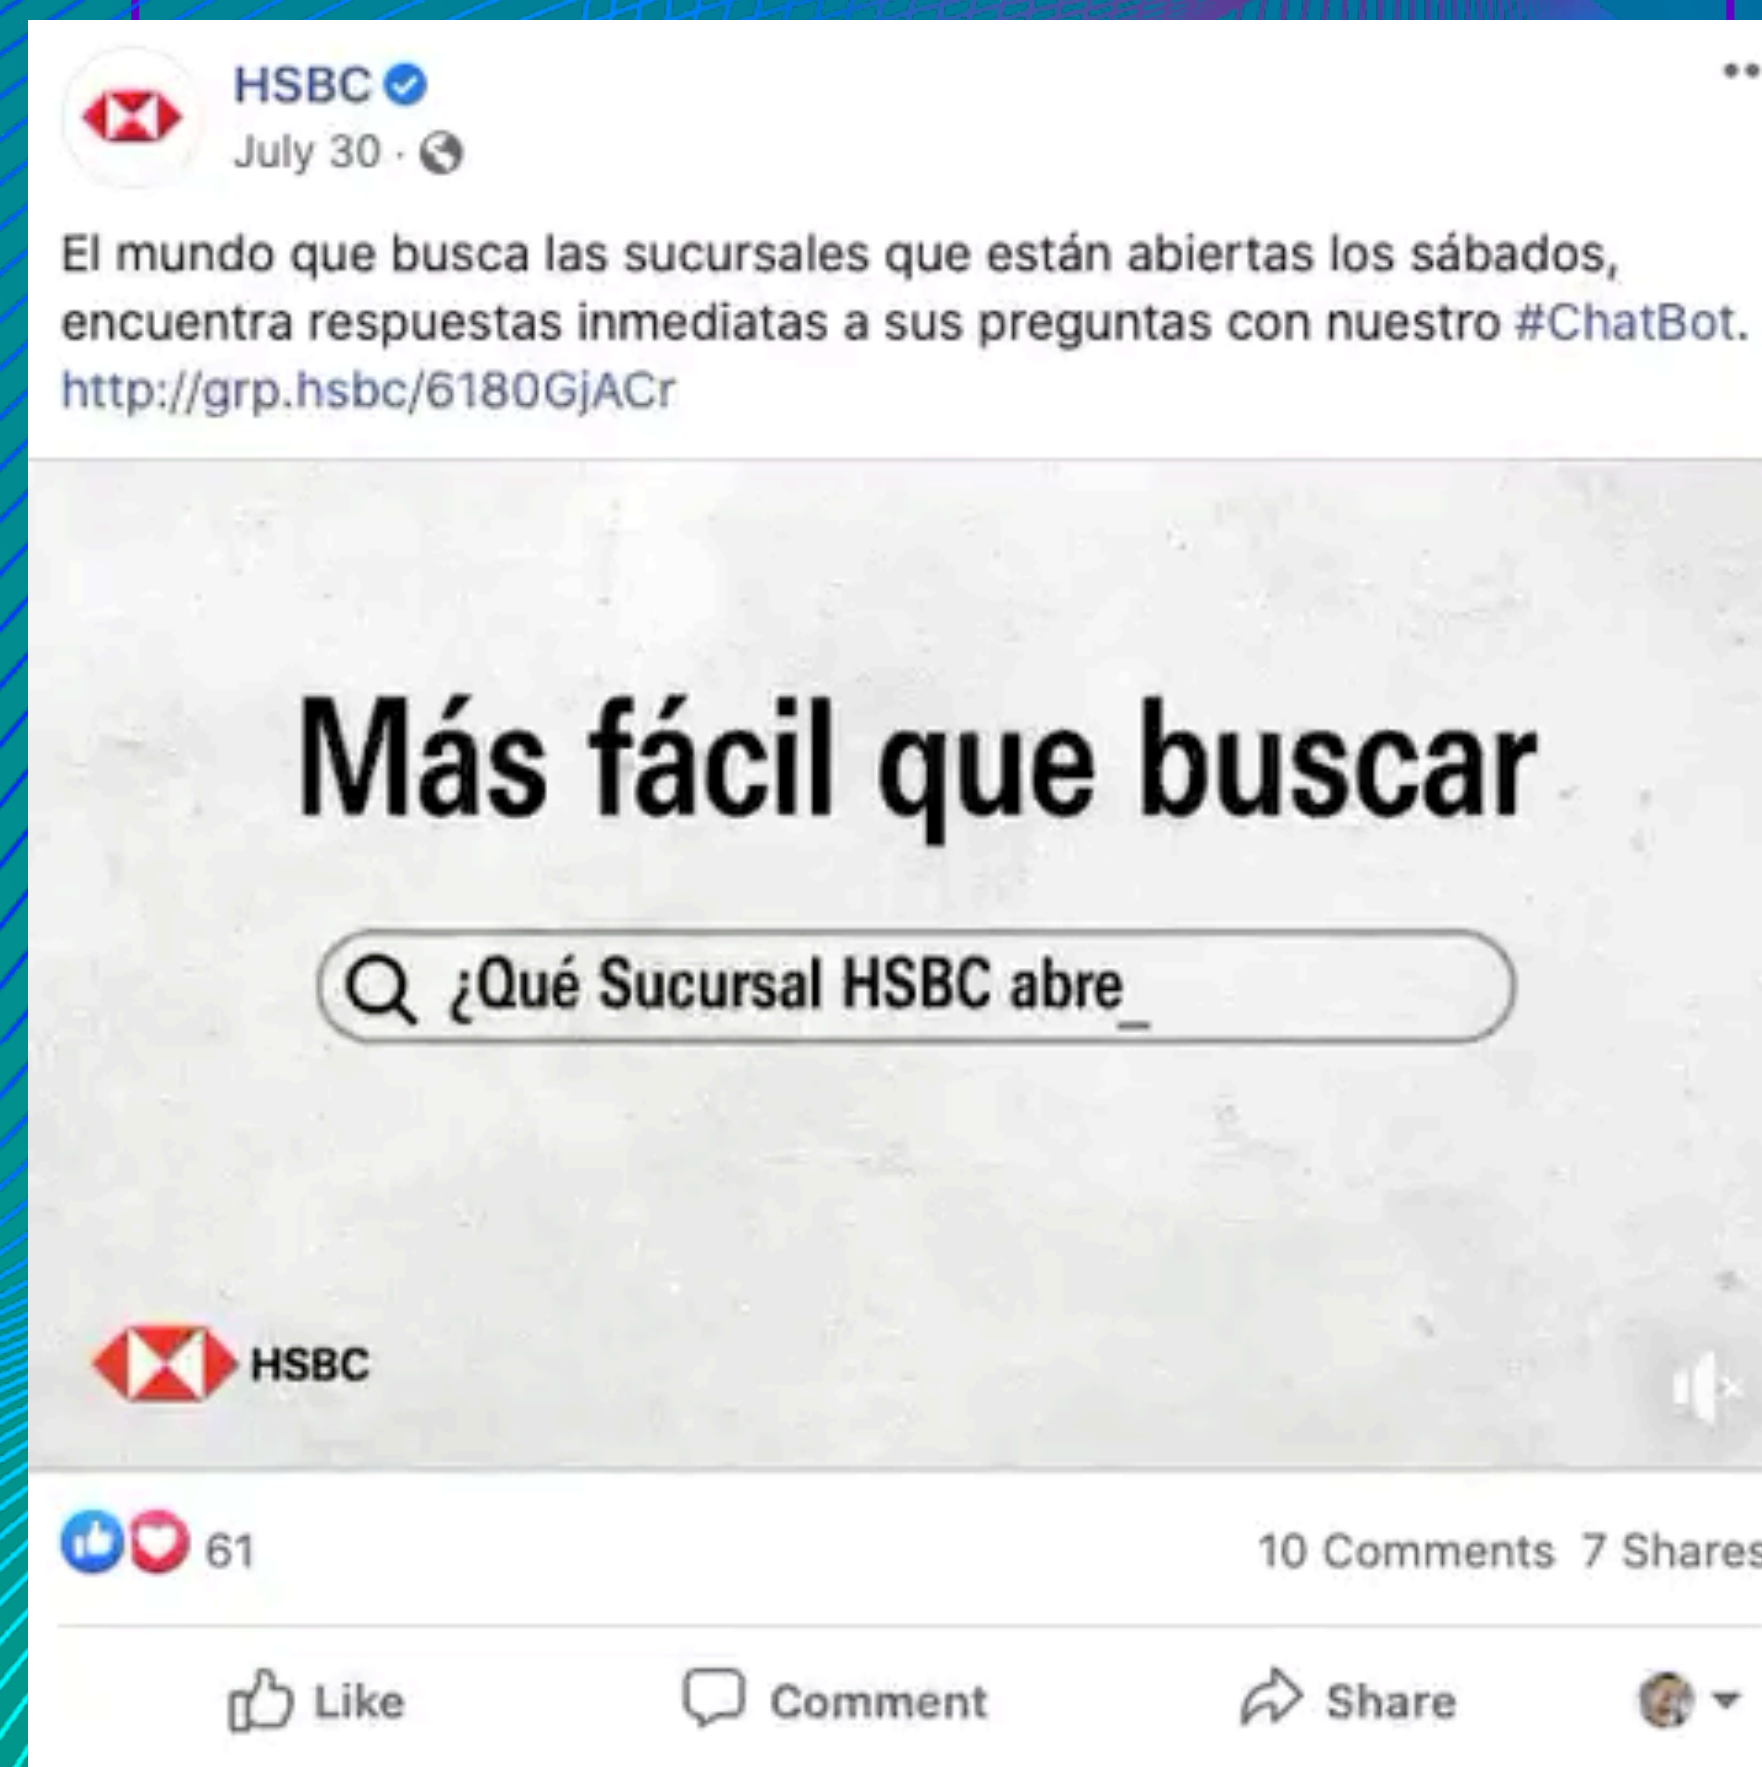 HSBC
July 30 ·
El mundo que busca las sucursales que están abiertas los sábados,
encuentra respuestas inmediatas a sus preguntas con nuestro #ChatBot.
http://grp.hsbc/6180GjACr
Más fácil que buscar
¿Qué Sucursal HSBC abre_
HSBC
61
10 Comments 7 Shares
Like
Comment
Share